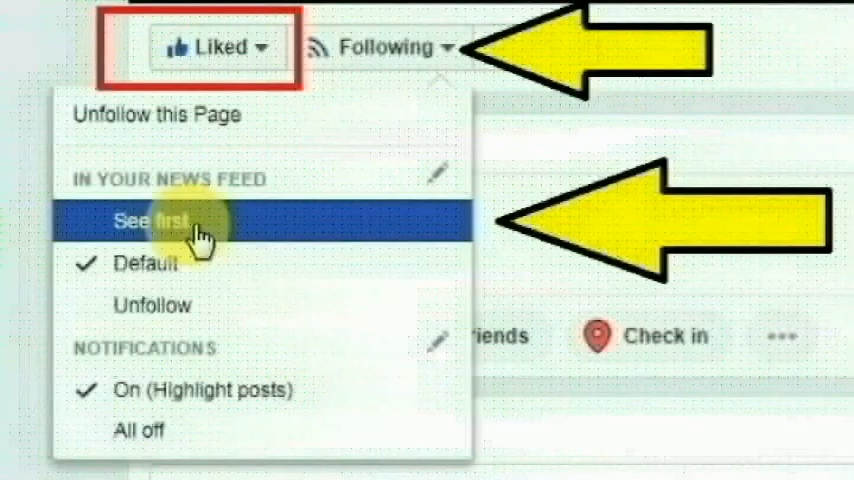 Liked Following
Unfollow this Page
IN YOUR NEWS FEED
See first
Default
Unfollow
riends Check in
NOTIFICATIONS
On (Highlight posts)
All off